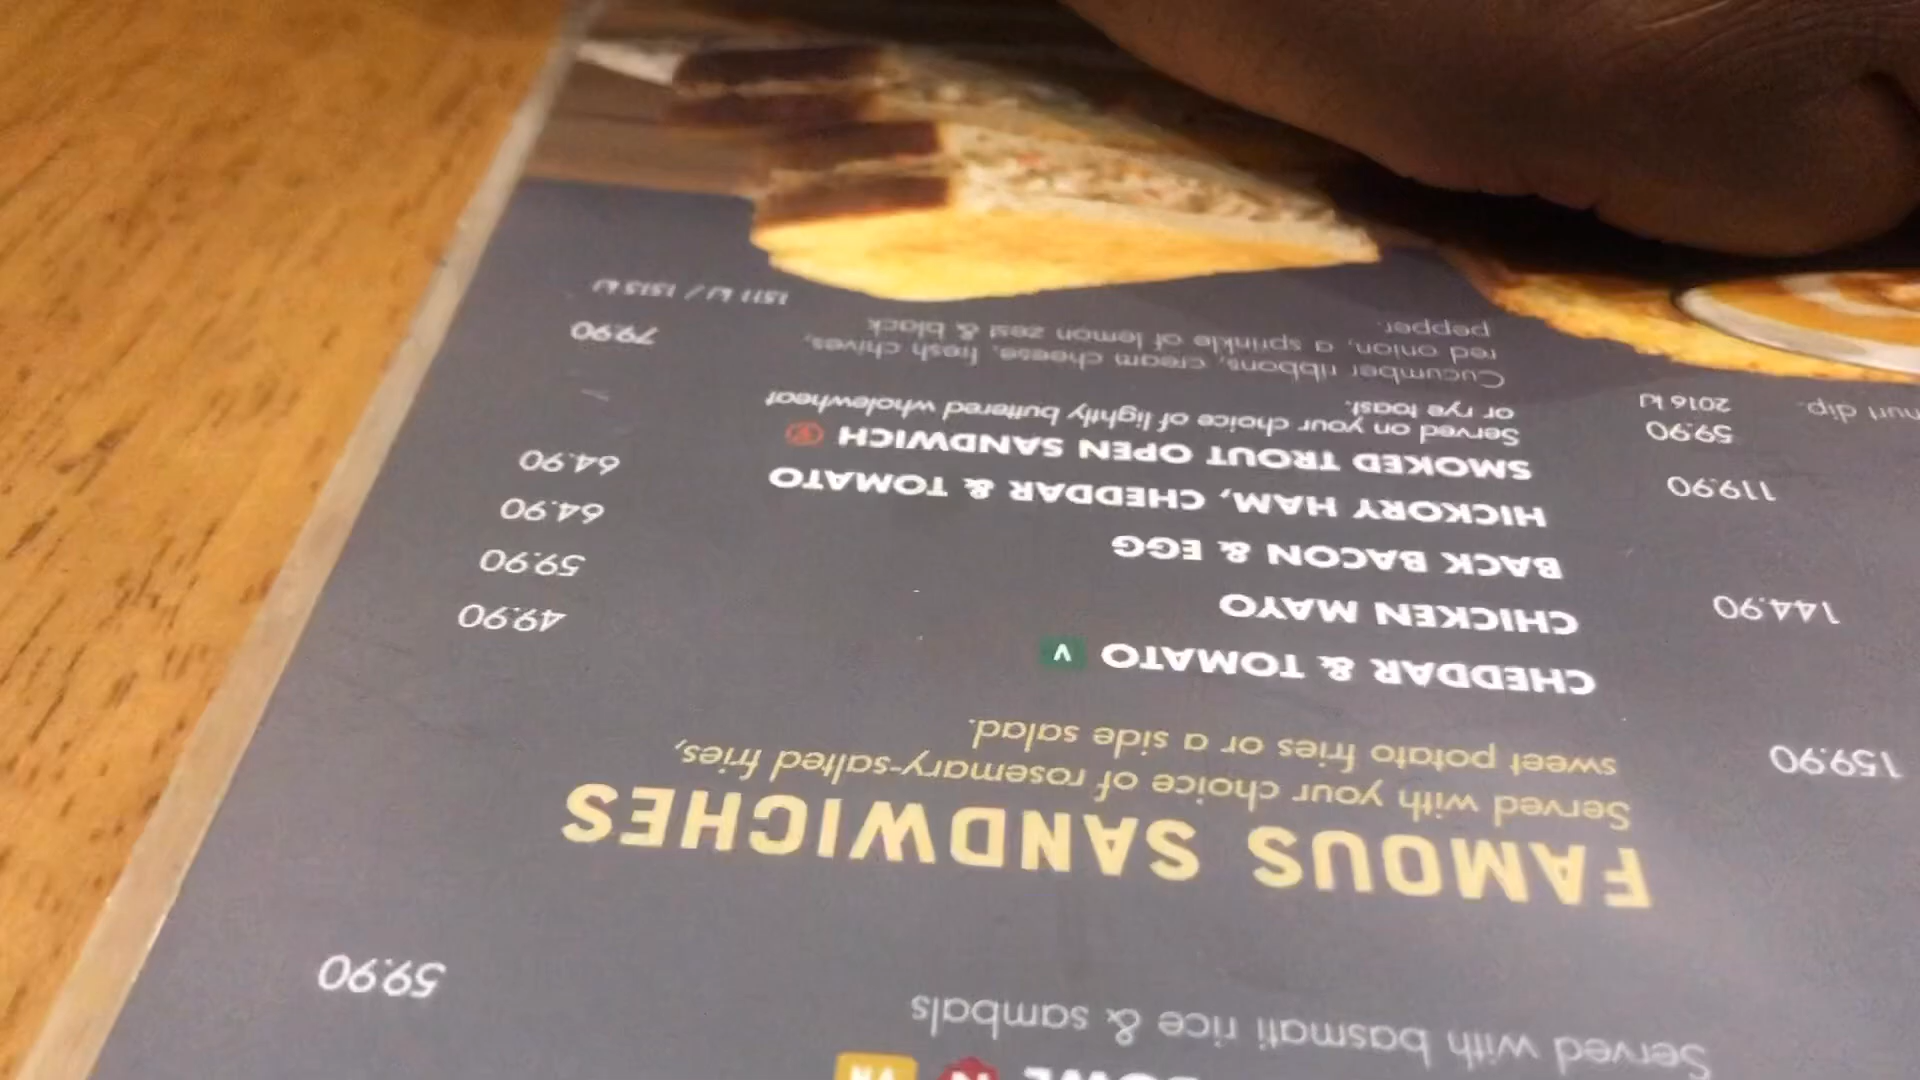 Served with basmati rice & sambals
59.90
FAMOUS SANDWICHES
Served with your choice of rosemary-salted fries,
sweet potato fries or a side salad.
CHEDDAR & TOMATO V 49.90
CHICKEN MAYO 59.90
BACK BACON & EGG 64.90
HICKORY HAM, CHEDDAR & TOMATO 64.90
SMOKED TROUT OPEN SANDWICH
Served on your choice of lightly buttered wholewheat
or rye toast.
Cucumber ribbons, cream cheese, fresh chives,
red onion, a sprinkle of lemon zest & black
pepper.
79.90
1511 kJ / 1515 kJ
159.90
144.90
119.90
59.90
2016 kJ
dip.